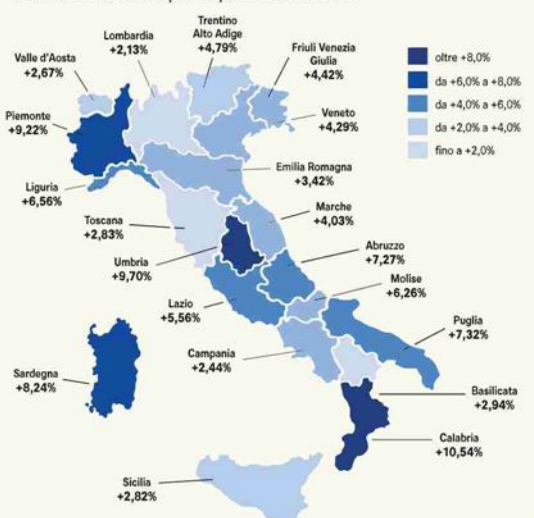 Trentino
Alto Adige
+4,79%
Lombardia
+2,13%
Friuli Venezia
Giulia
+4,42%
Valle d'Aosta
+2,67%
Veneto
+4,29%
Piemonte
+9,22%
Emilia Romagna
+3,42%
Liguria
+6,56%
Marche
+4,03%
Toscana
+2,83%
Abruzzo
+7,27%
Umbria
+9,70%
Molise
+6,26%
Lazio
+5,56%
Puglia
+7,32%
Campania
+2,44%
Sardegna
+8,24%
Basilicata
+2,94%
Calabria
+10,54%
Sicilia
+2,82%
oltre +8,0%
da +6,0% a +8,0%
da +4,0% a +6,0%
da +2,0% a +4,0%
fino a +2,0%